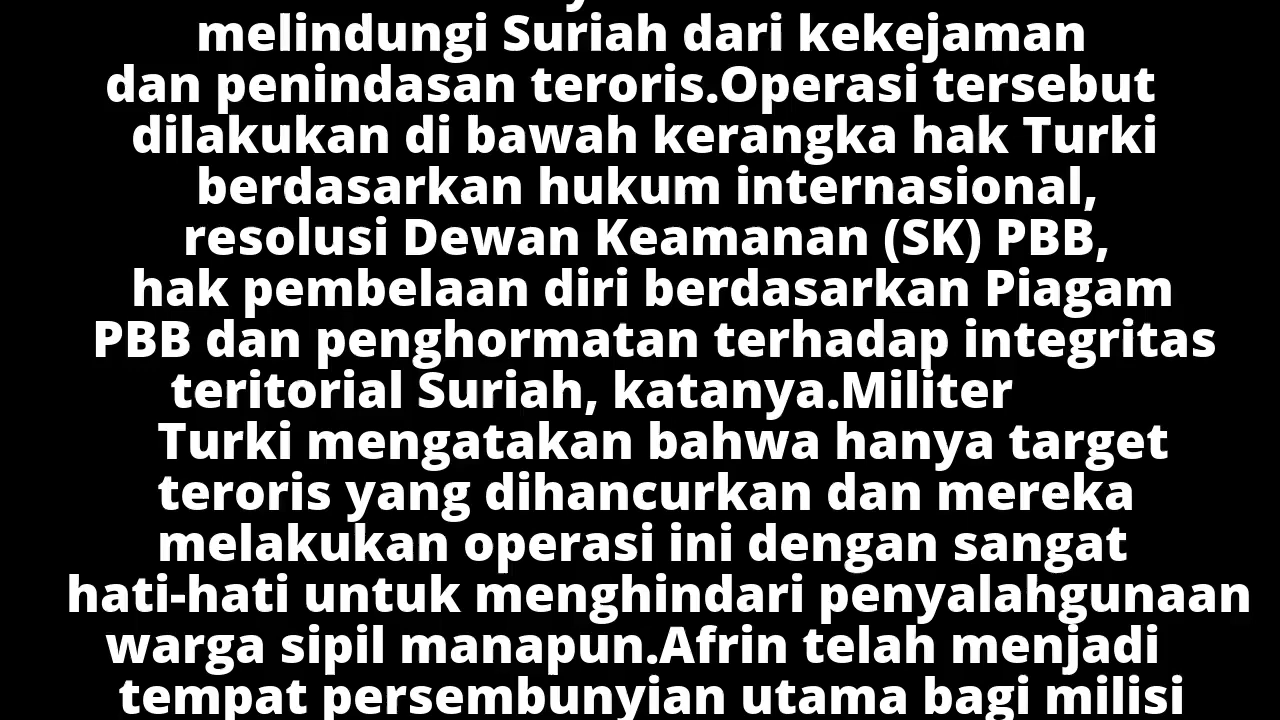 melindungi Suriah dari kekejaman
dan penindasan teroris.Operasi tersebut
dilakukan di bawah kerangka hak Turki
berdasarkan hukum internasional,
resolusi Dewan Keamanan (SK) PBB,
hak pembelaan diri berdasarkan Piagam
PBB dan penghormatan terhadap integritas
teritorial Suriah, katanya.Militer
Turki mengatakan bahwa hanya target
teroris yang dihancurkan dan mereka
melakukan operasi ini dengan sangat
hati-hati untuk menghindari penyalahgunaan
warga sipil manapun.Afrin telah menjadi
tempat persembunyian utama bagi milisi